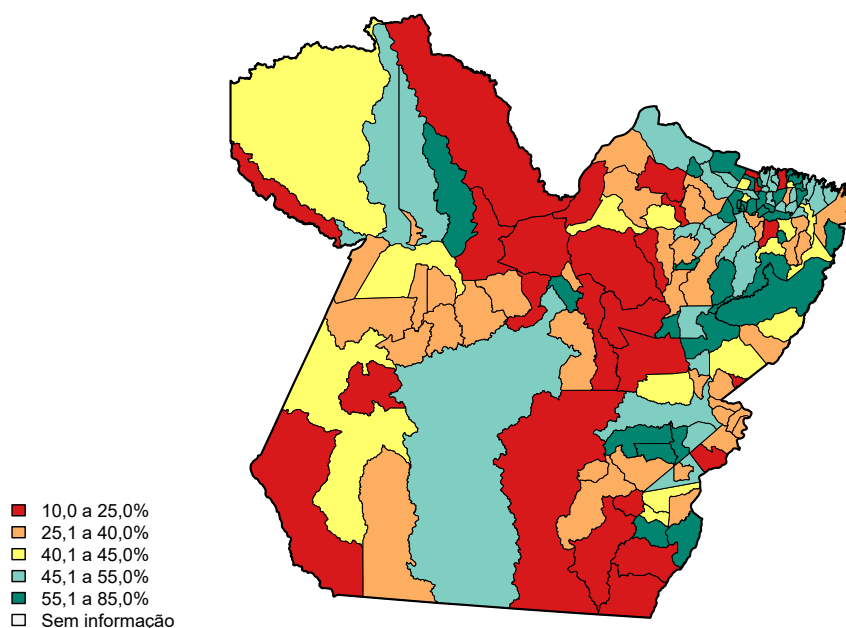 10,0 a 25,0%
25,1 a 40,0%
40,1 a 45,0%
45,1 a 55,0%
55,1 a 85,0%
Sem informação